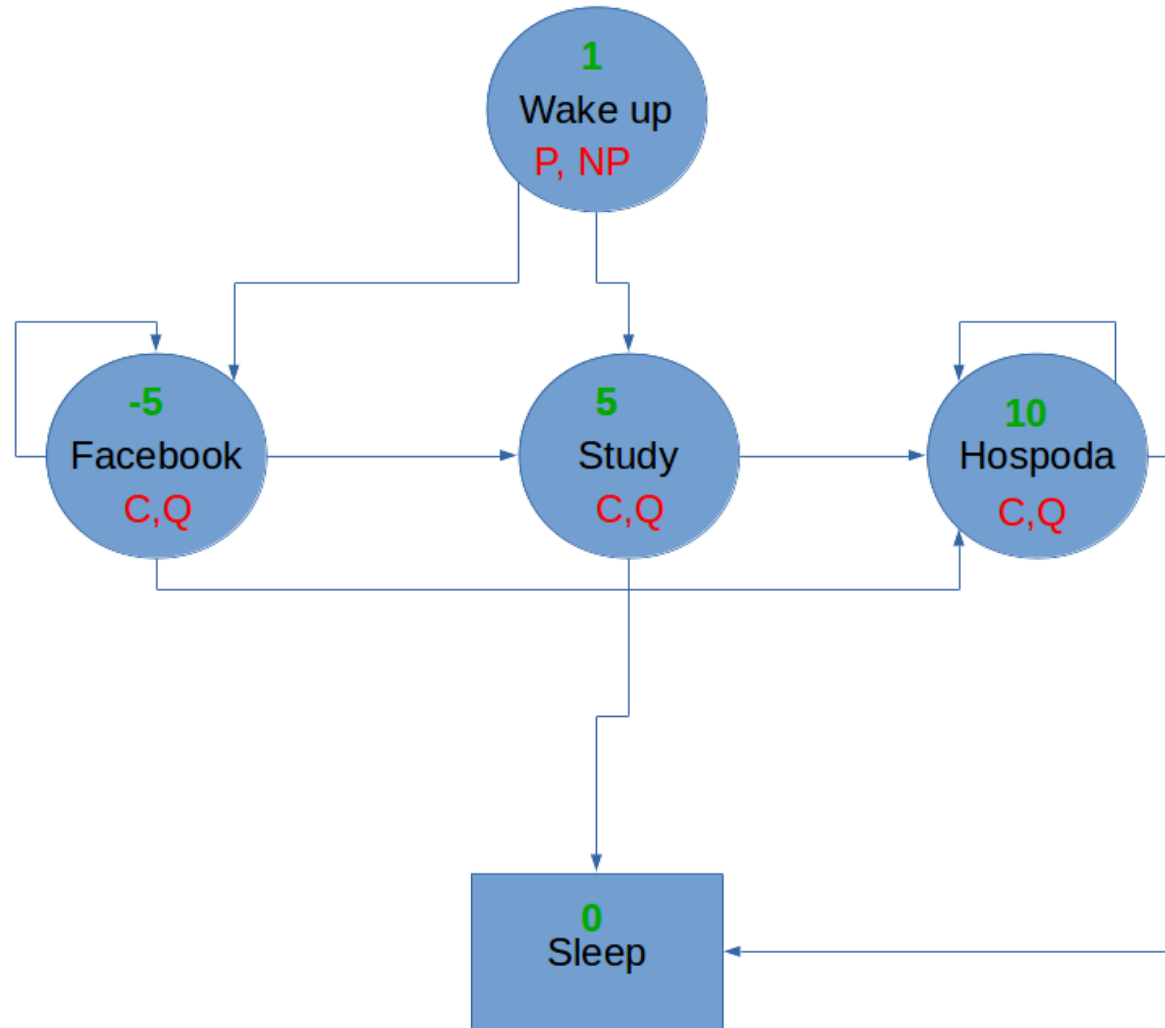 1
Wake up
P, NP
-5
Facebook
C,Q
5
Study
C,Q
10
Hospoda
C,Q
0
Sleep